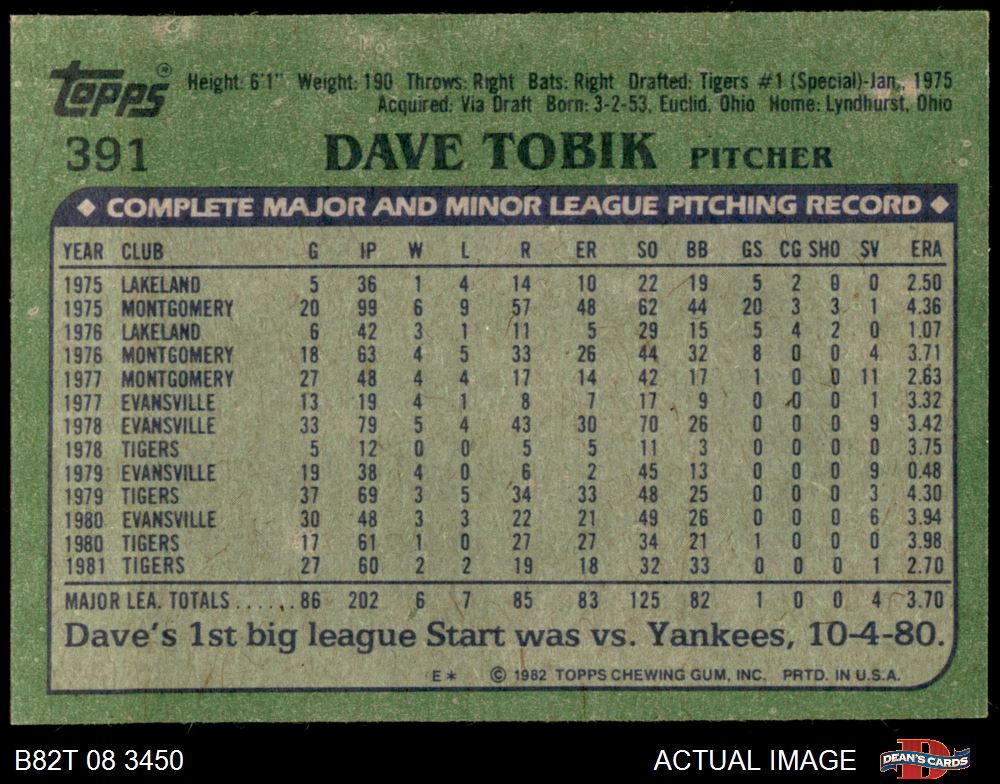 Topps®
Height: 6'1" Weight: 190 Throws: Right Bats: Right Drafted: Tigers #1 (Special)-Jan., 1975
Acquired: Via Draft Born: 3-2-53, Euclid, Ohio Home: Lyndhurst, Ohio
391 DAVE TOBIK PITCHER
◆ COMPLETE MAJOR AND MINOR LEAGUE PITCHING RECORD ◆
YEAR CLUB G IP W L R ER SO BB GS CG SHO SV ERA
1975 LAKELAND 5 36 1 4 14 10 22 19 5 2 0 0 2.50
1975 MONTGOMERY 20 99 6 9 57 48 62 44 20 3 3 1 4.36
1976 LAKELAND 6 42 3 1 11 5 29 15 5 4 2 0 1.07
1976 MONTGOMERY 18 63 4 5 33 26 44 32 8 0 0 4 3.71
1977 MONTGOMERY 27 48 4 4 17 14 42 17 1 0 0 11 2.63
1977 EVANSVILLE 13 19 4 1 8 7 17 9 0 0 0 1 3.32
1978 EVANSVILLE 33 79 5 4 43 30 70 26 0 0 0 9 3.42
1978 TIGERS 5 12 0 0 5 5 11 3 0 0 0 0 3.75
1979 EVANSVILLE 19 38 4 0 6 2 45 13 0 0 0 9 0.48
1979 TIGERS 37 69 3 5 34 33 48 25 0 0 0 3 4.30
1980 EVANSVILLE 30 48 3 3 22 21 49 26 0 0 0 6 3.94
1980 TIGERS 17 61 1 0 27 27 34 21 1 0 0 0 3.98
1981 TIGERS 27 60 2 2 19 18 32 33 0 0 0 1 2.70
MAJOR LEA. TOTALS......86 202 6 7 85 83 125 82 1 0 0 4 3.70
Dave's 1st big league Start was vs. Yankees, 10-4-80.
E* © 1982 TOPPS CHEWING GUM, INC. PRTD. IN U.S.A.
B82T 08 3450 ACTUAL IMAGE D DEAN'S CARDS